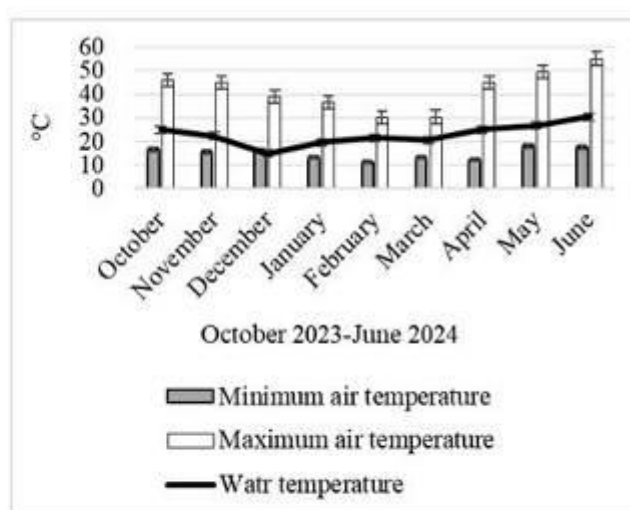 60
50
40
30
20
10
0
°C
October
November
December
January
February
March
April
May
June
October 2023-June 2024
Minimum air temperature
Maximum air temperature
Watr temperature